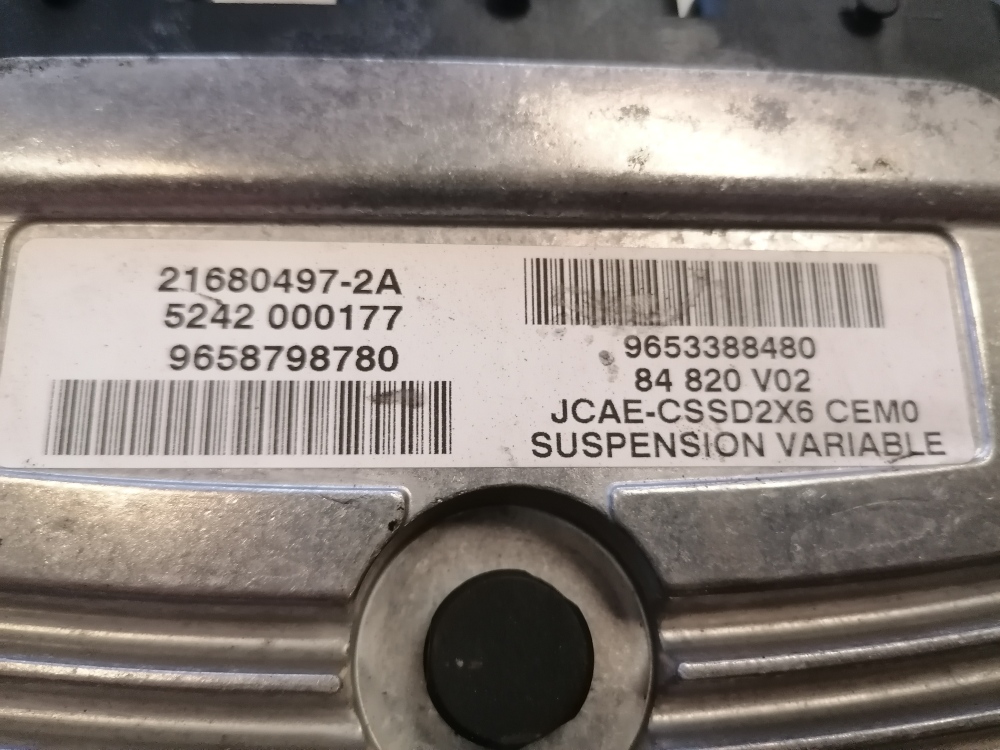 21680497-2A
5242 000177
9658798780
9653388480
84 820 V02
JCAE-CSSD2X6 CEM0
SUSPENSION VARIABLE